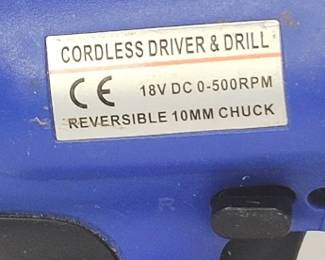 CORDLESS DRIVER & DRILL
CE 18V DC 0-500RPM
REVERSIBLE 10MM CHUCK
R